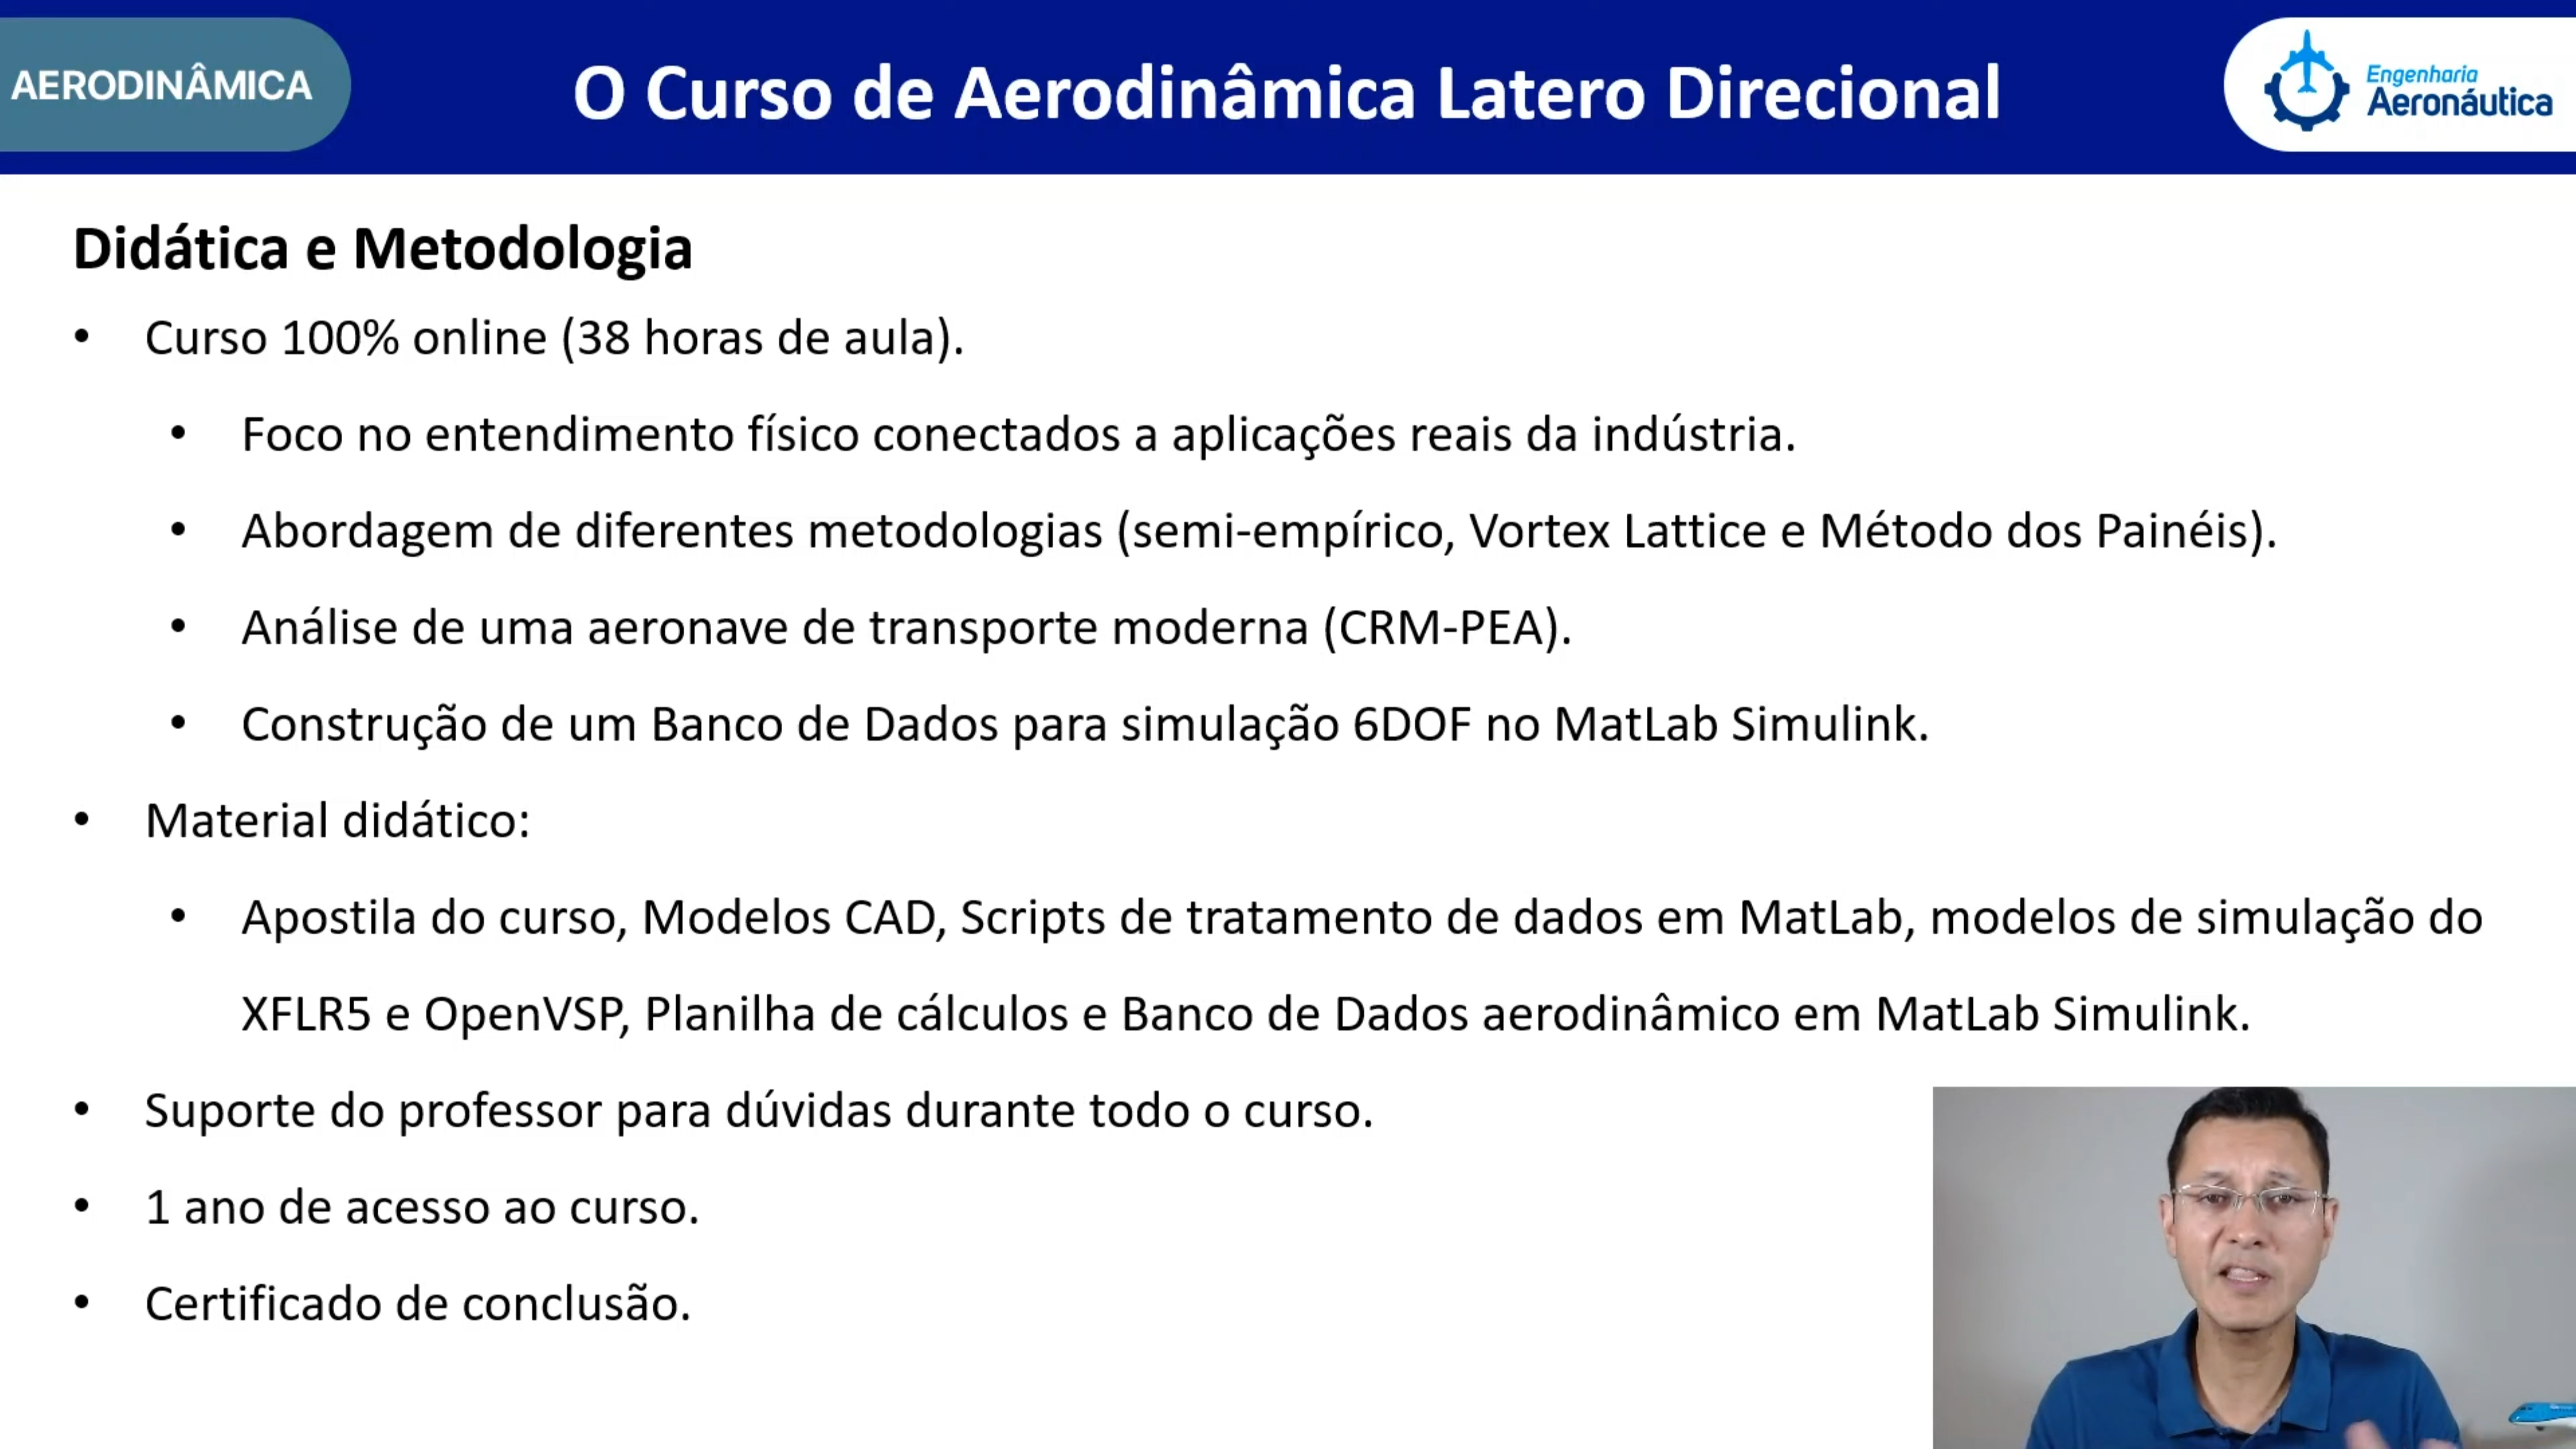 AERODINÂMICA
O Curso de Aerodinâmica Latero Direcional
Engenharia
Aeronáutica
Didática e Metodologia
• Curso 100% online (38 horas de aula).
• Foco no entendimento físico conectados a aplicações reais da indústria.
• Abordagem de diferentes metodologias (semi-empírico, Vortex Lattice e Método dos Painéis).
• Análise de uma aeronave de transporte moderna (CRM-PEA).
• Construção de um Banco de Dados para simulação 6DOF no MatLab Simulink.
• Material didático:
• Apostila do curso, Modelos CAD, Scripts de tratamento de dados em MatLab, modelos de simulação do
XFLR5 e OpenVSP, Planilha de cálculos e Banco de Dados aerodinâmico em MatLab Simulink.
• Suporte do professor para dúvidas durante todo o curso.
• 1 ano de acesso ao curso.
• Certificado de conclusão.